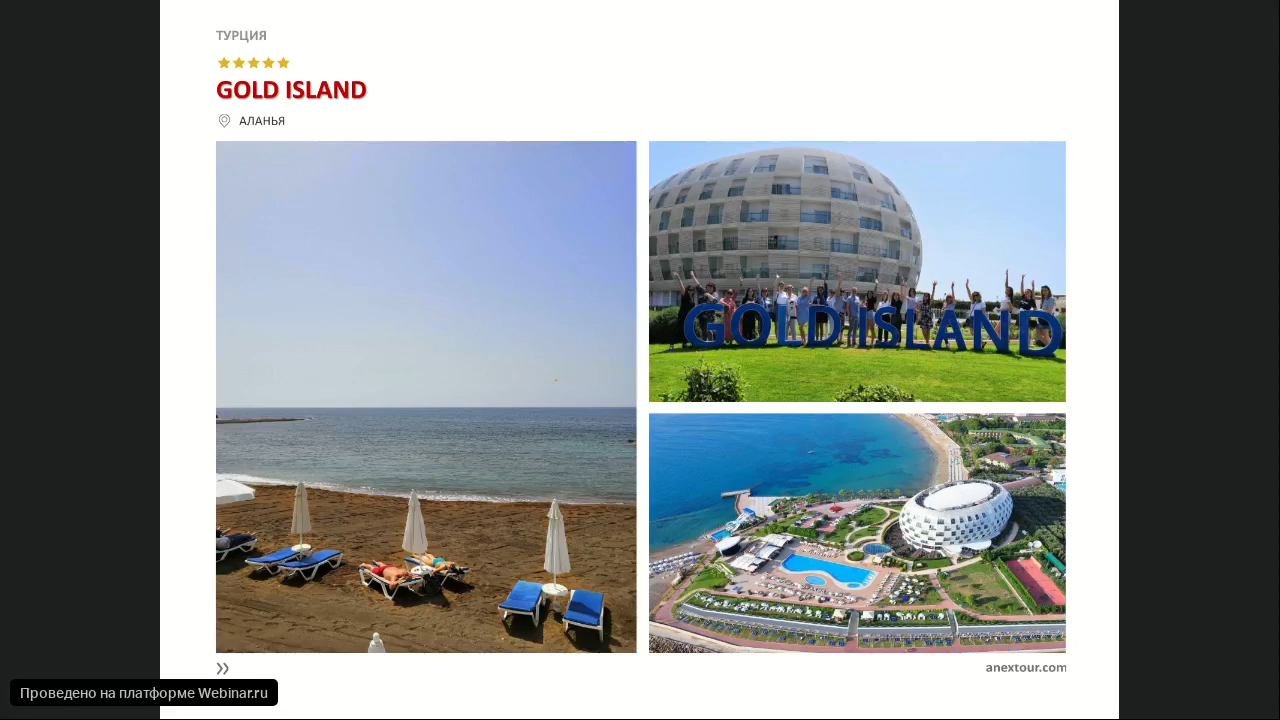 ТУРЦИЯ
GOLD ISLAND
АЛАНЬЯ
GOLD ISLAND
anextour.com
Проведено на платформе Webinar.ru